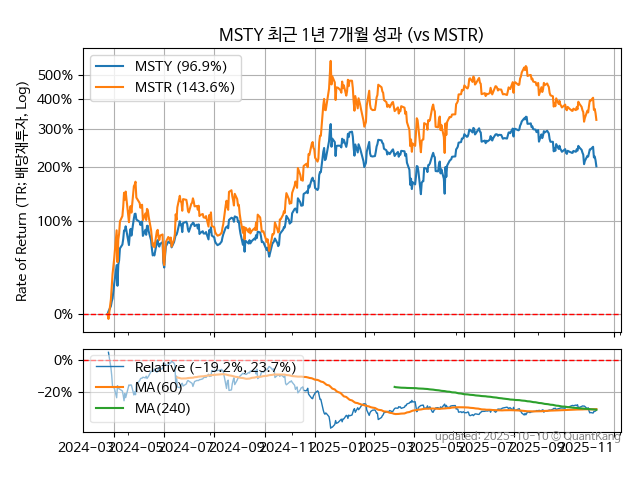 MSTY 최근 1년 7개월 성과 (vs MSTR)
Rate of Return (TR: 배당재투자, Log)
MSTY (96.9%)
MSTR (143.6%)
500%
400%
300%
200%
100%
0%
0%
−20%
Relative (−19.2%, 23.7%)
MA(60)
MA(240)
updated: 2025-10-10 © QuantKang
2024-03
2024-05
2024-07
2024-09
2024-11
2025-01
2025-03
2025-05
2025-07
2025-09
2025-11